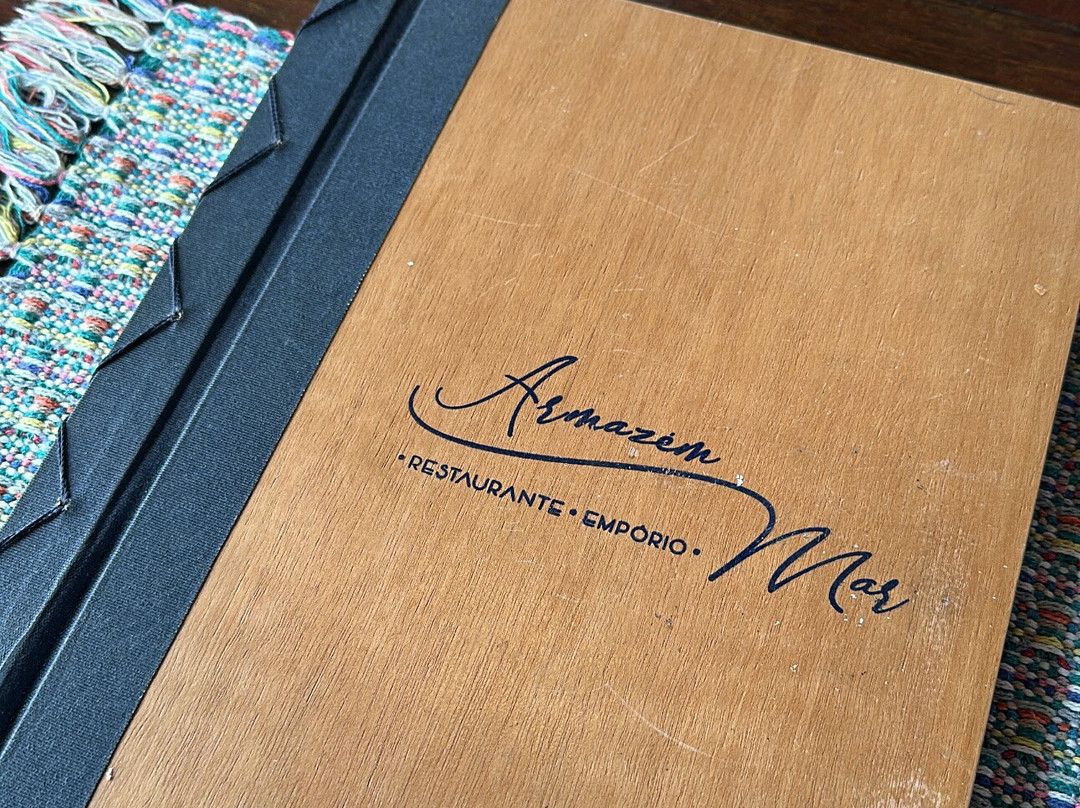 Armazém
• RESTAURANTE • EMPÓRIO •
Mar